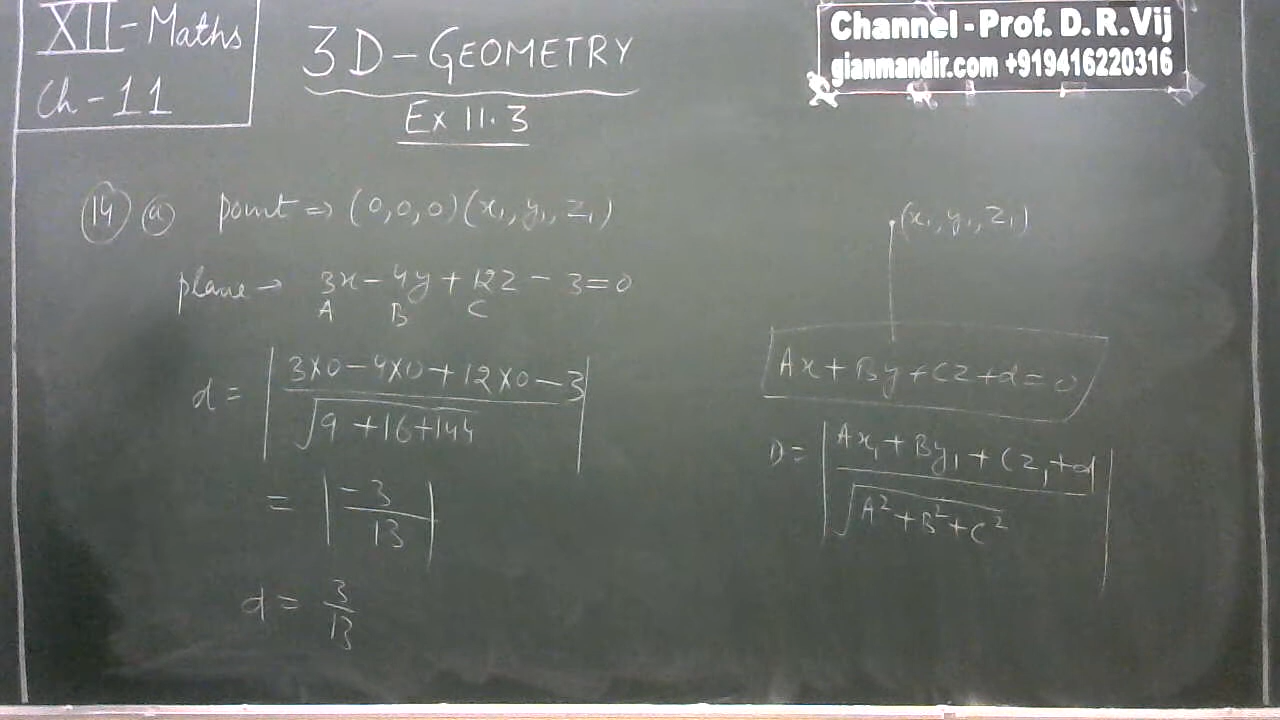 XII - Maths
Ch - 11
3D - GEOMETRY
Ex 11.3
Channel - Prof. D. R. Vij
gianmandir.com +919416220316
14 a point ⇒ (0,0,0) (x₁, y₁, z₁)
plane → 3x - 4y + 12z - 3 = 0
A B C
d = | (3×0 - 4×0 + 12×0 - 3) / √(9 + 16 + 144) |
= | -3 / 13 |
d = 3/13
(x₁, y₁, z₁)
Ax + By + Cz + d = 0
D = | (Ax₁ + By₁ + Cz₁ + d) / √(A² + B² + C²) |